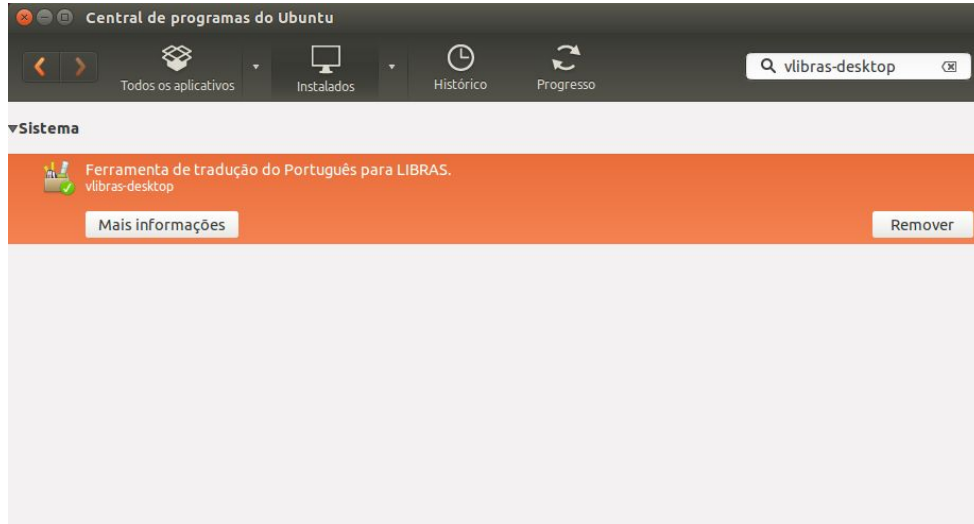 Central de programas do Ubuntu
Todos os aplicativos
Instalados
Histórico
Progresso
vlibras-desktop
Sistema
Ferramenta de tradução do Português para LIBRAS.
vlibras-desktop
Mais informações
Remover